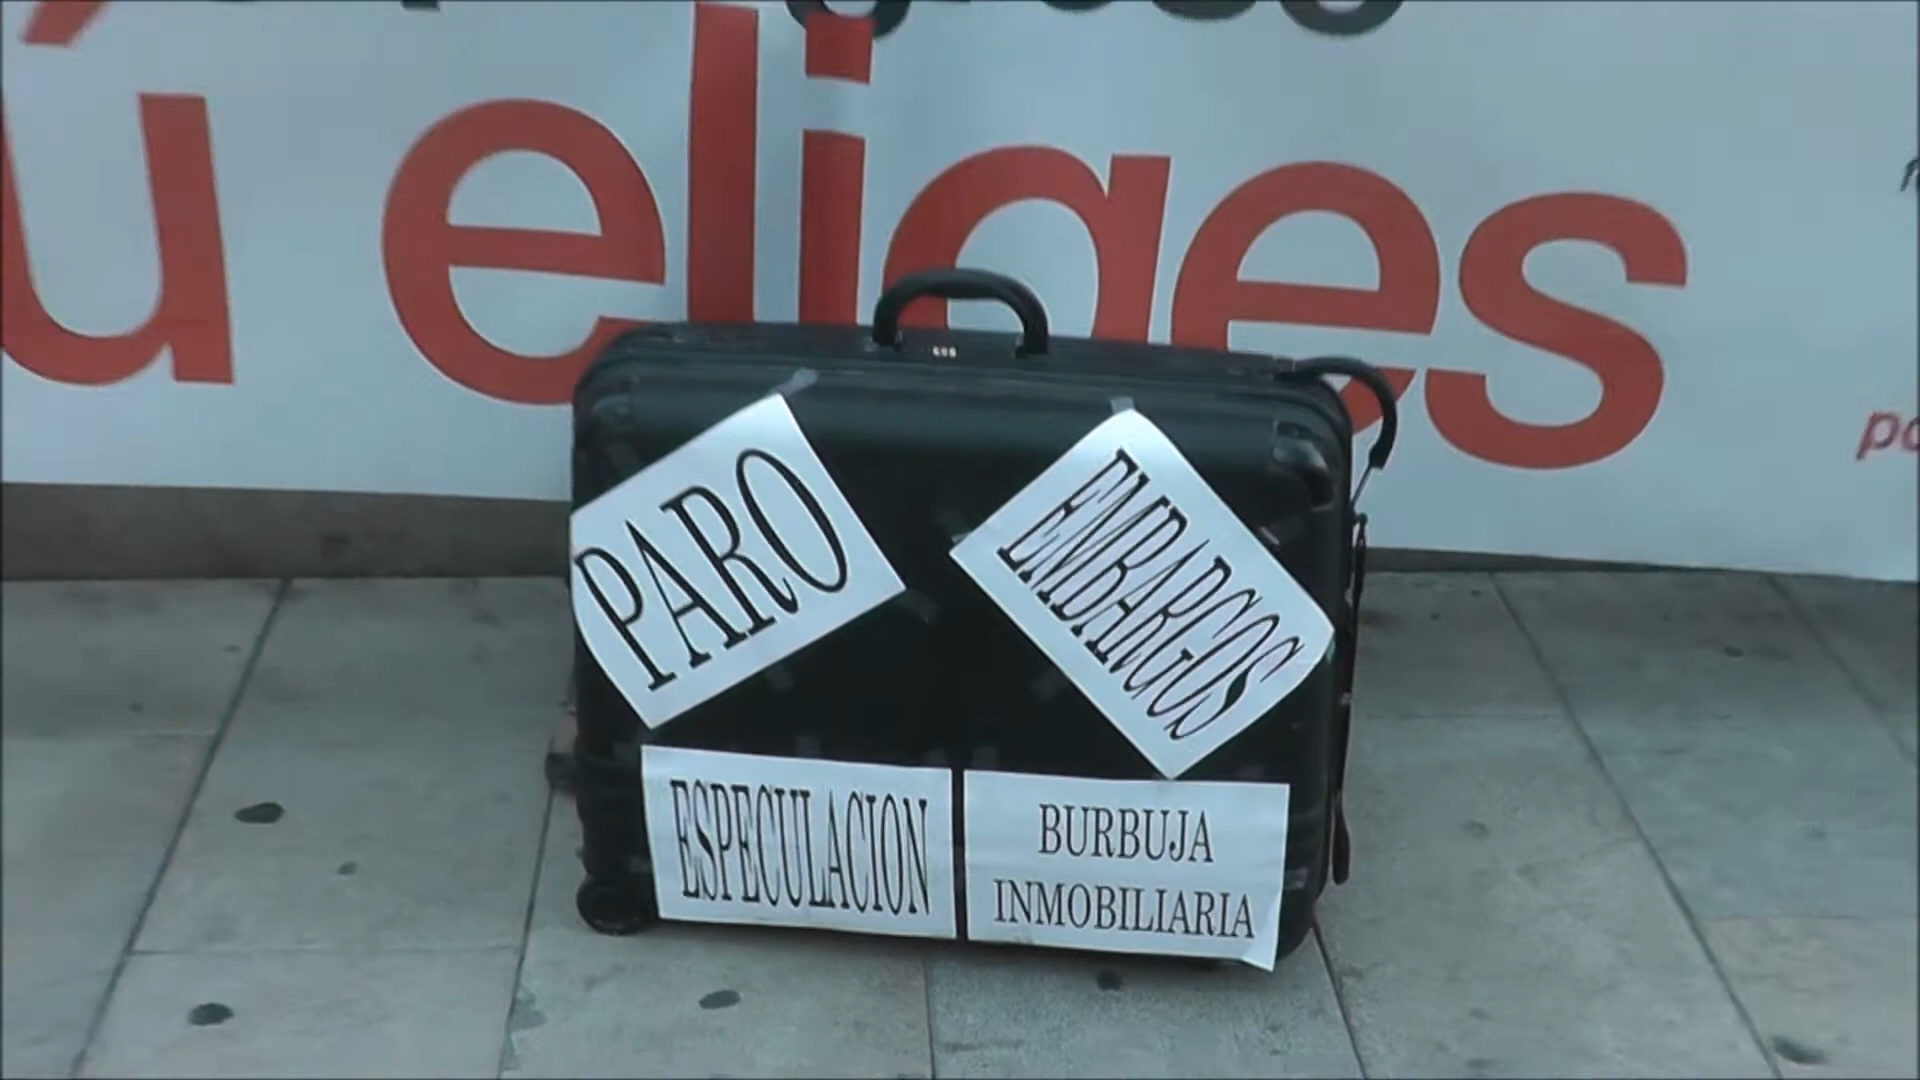 ú eliges
PARO
EMBARGOS
ESPECULACION
BURBUJA
INMOBILIARIA